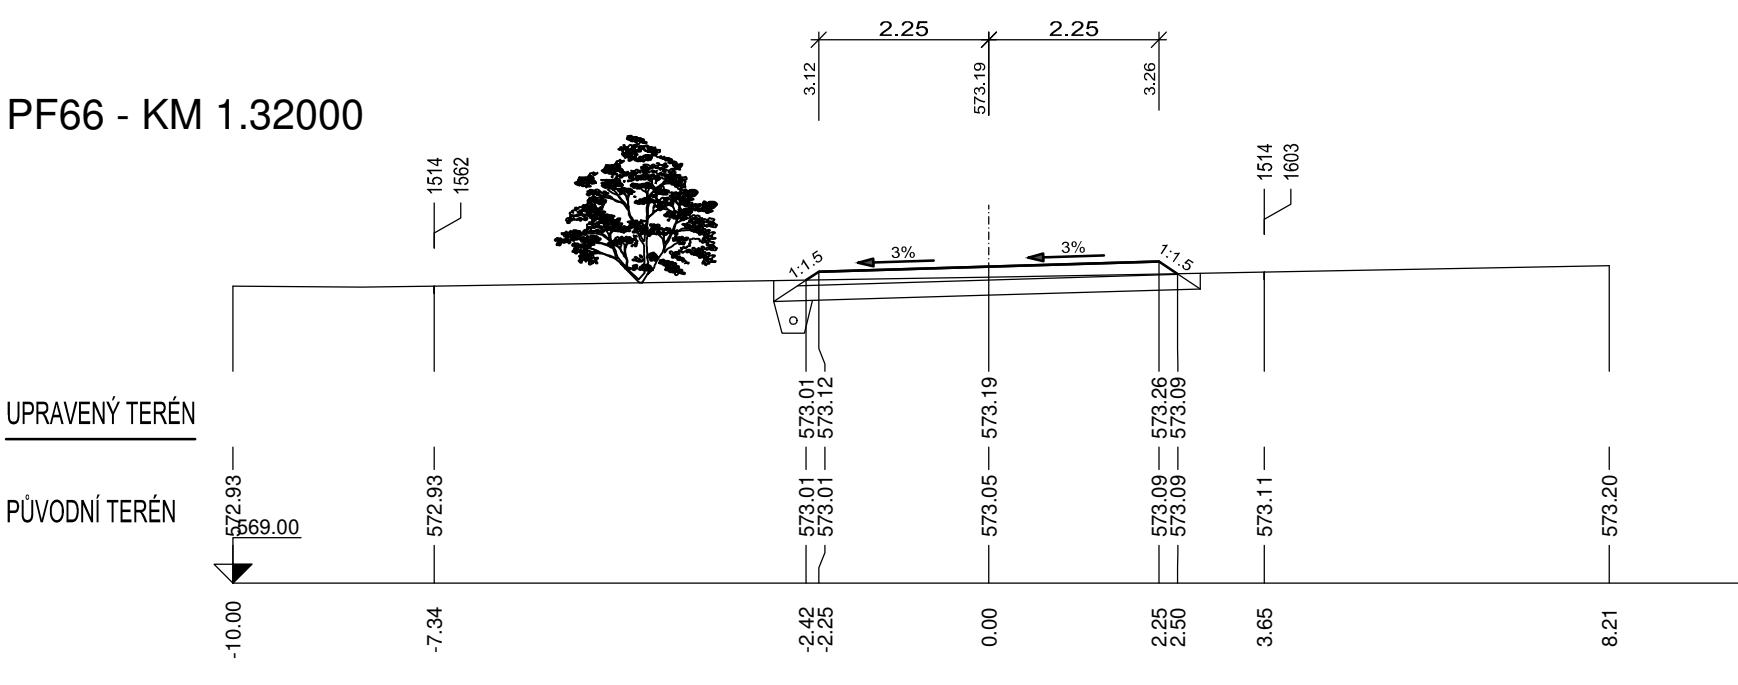 2.25 2.25
3.12 573.19 3.26
PF66 - KM 1.32000
1514 1562 1514 1603
1:1.5 3% 3% 1:1.5
UPRAVENÝ TERÉN 573.01 573.12 573.19 573.26 573.09
PŮVODNÍ TERÉN 572.93 572.93 573.01 573.01 573.05 573.09 573.09 573.11 573.20
569.00
-10.00 -7.34 -2.42 -2.25 0.00 2.25 2.50 3.65 8.21